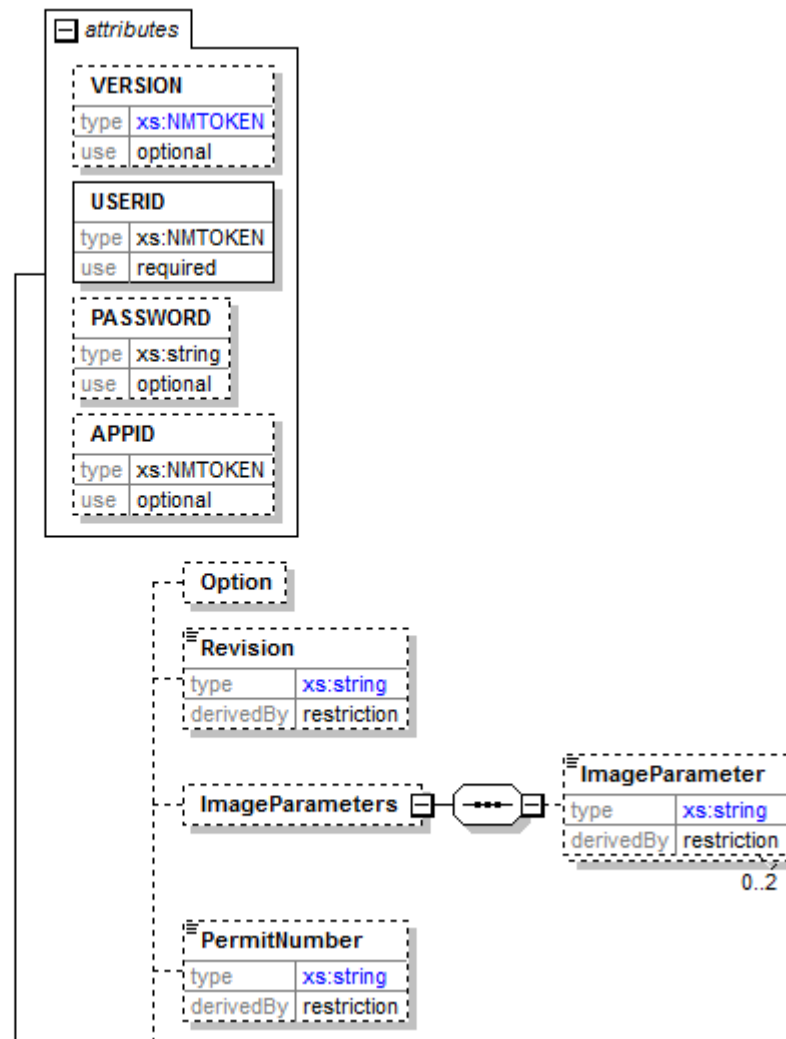 attributes
VERSION
type xs:NMTOKEN
use optional
USERID
type xs:NMTOKEN
use required
PASSWORD
type xs:string
use optional
APPID
type xs:NMTOKEN
use optional
Option
Revision
type xs:string
derivedBy restriction
ImageParameters
ImageParameter
type xs:string
derivedBy restriction
0..2
PermitNumber
type xs:string
derivedBy restriction